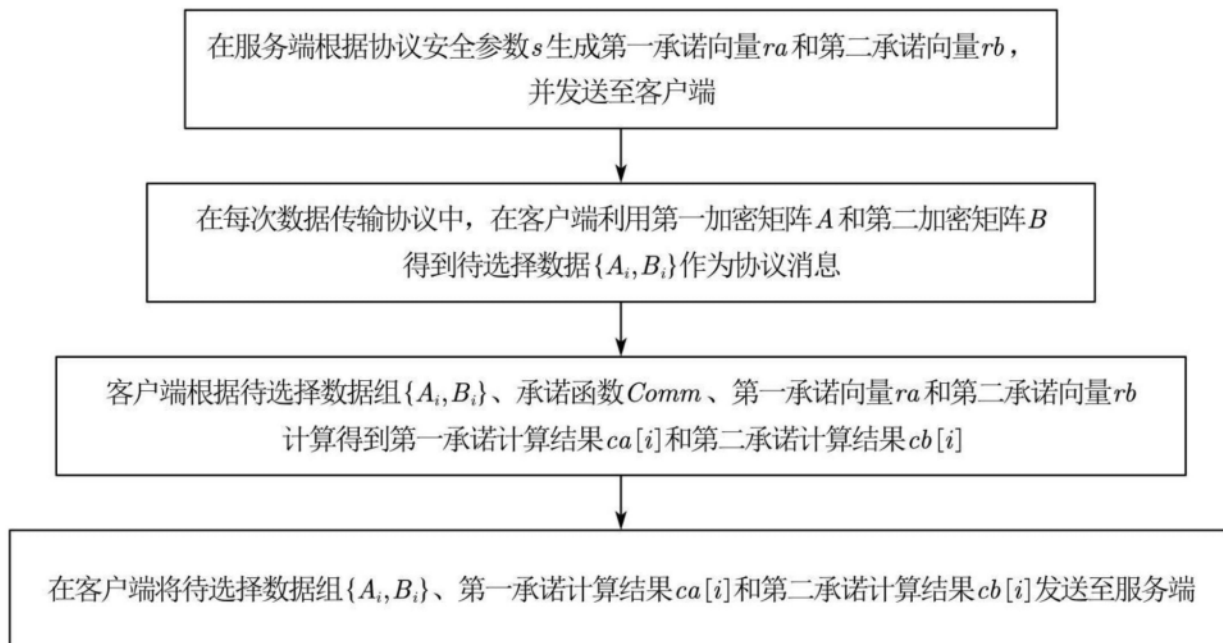 在服务端根据协议安全参数s生成第一承诺向量ra和第二承诺向量rb，
并发送至客户端
在每次数据传输协议中，在客户端利用第一加密矩阵A和第二加密矩阵B
得到待选择数据{A_i,B_i}作为协议消息
客户端根据待选择数据组{A_i,B_i}、承诺函数Comm、第一承诺向量ra和第二承诺向量rb
计算得到第一承诺计算结果ca[i]和第二承诺计算结果cb[i]
在客户端将待选择数据组{A_i,B_i}、第一承诺计算结果ca[i]和第二承诺计算结果cb[i]发送至服务端